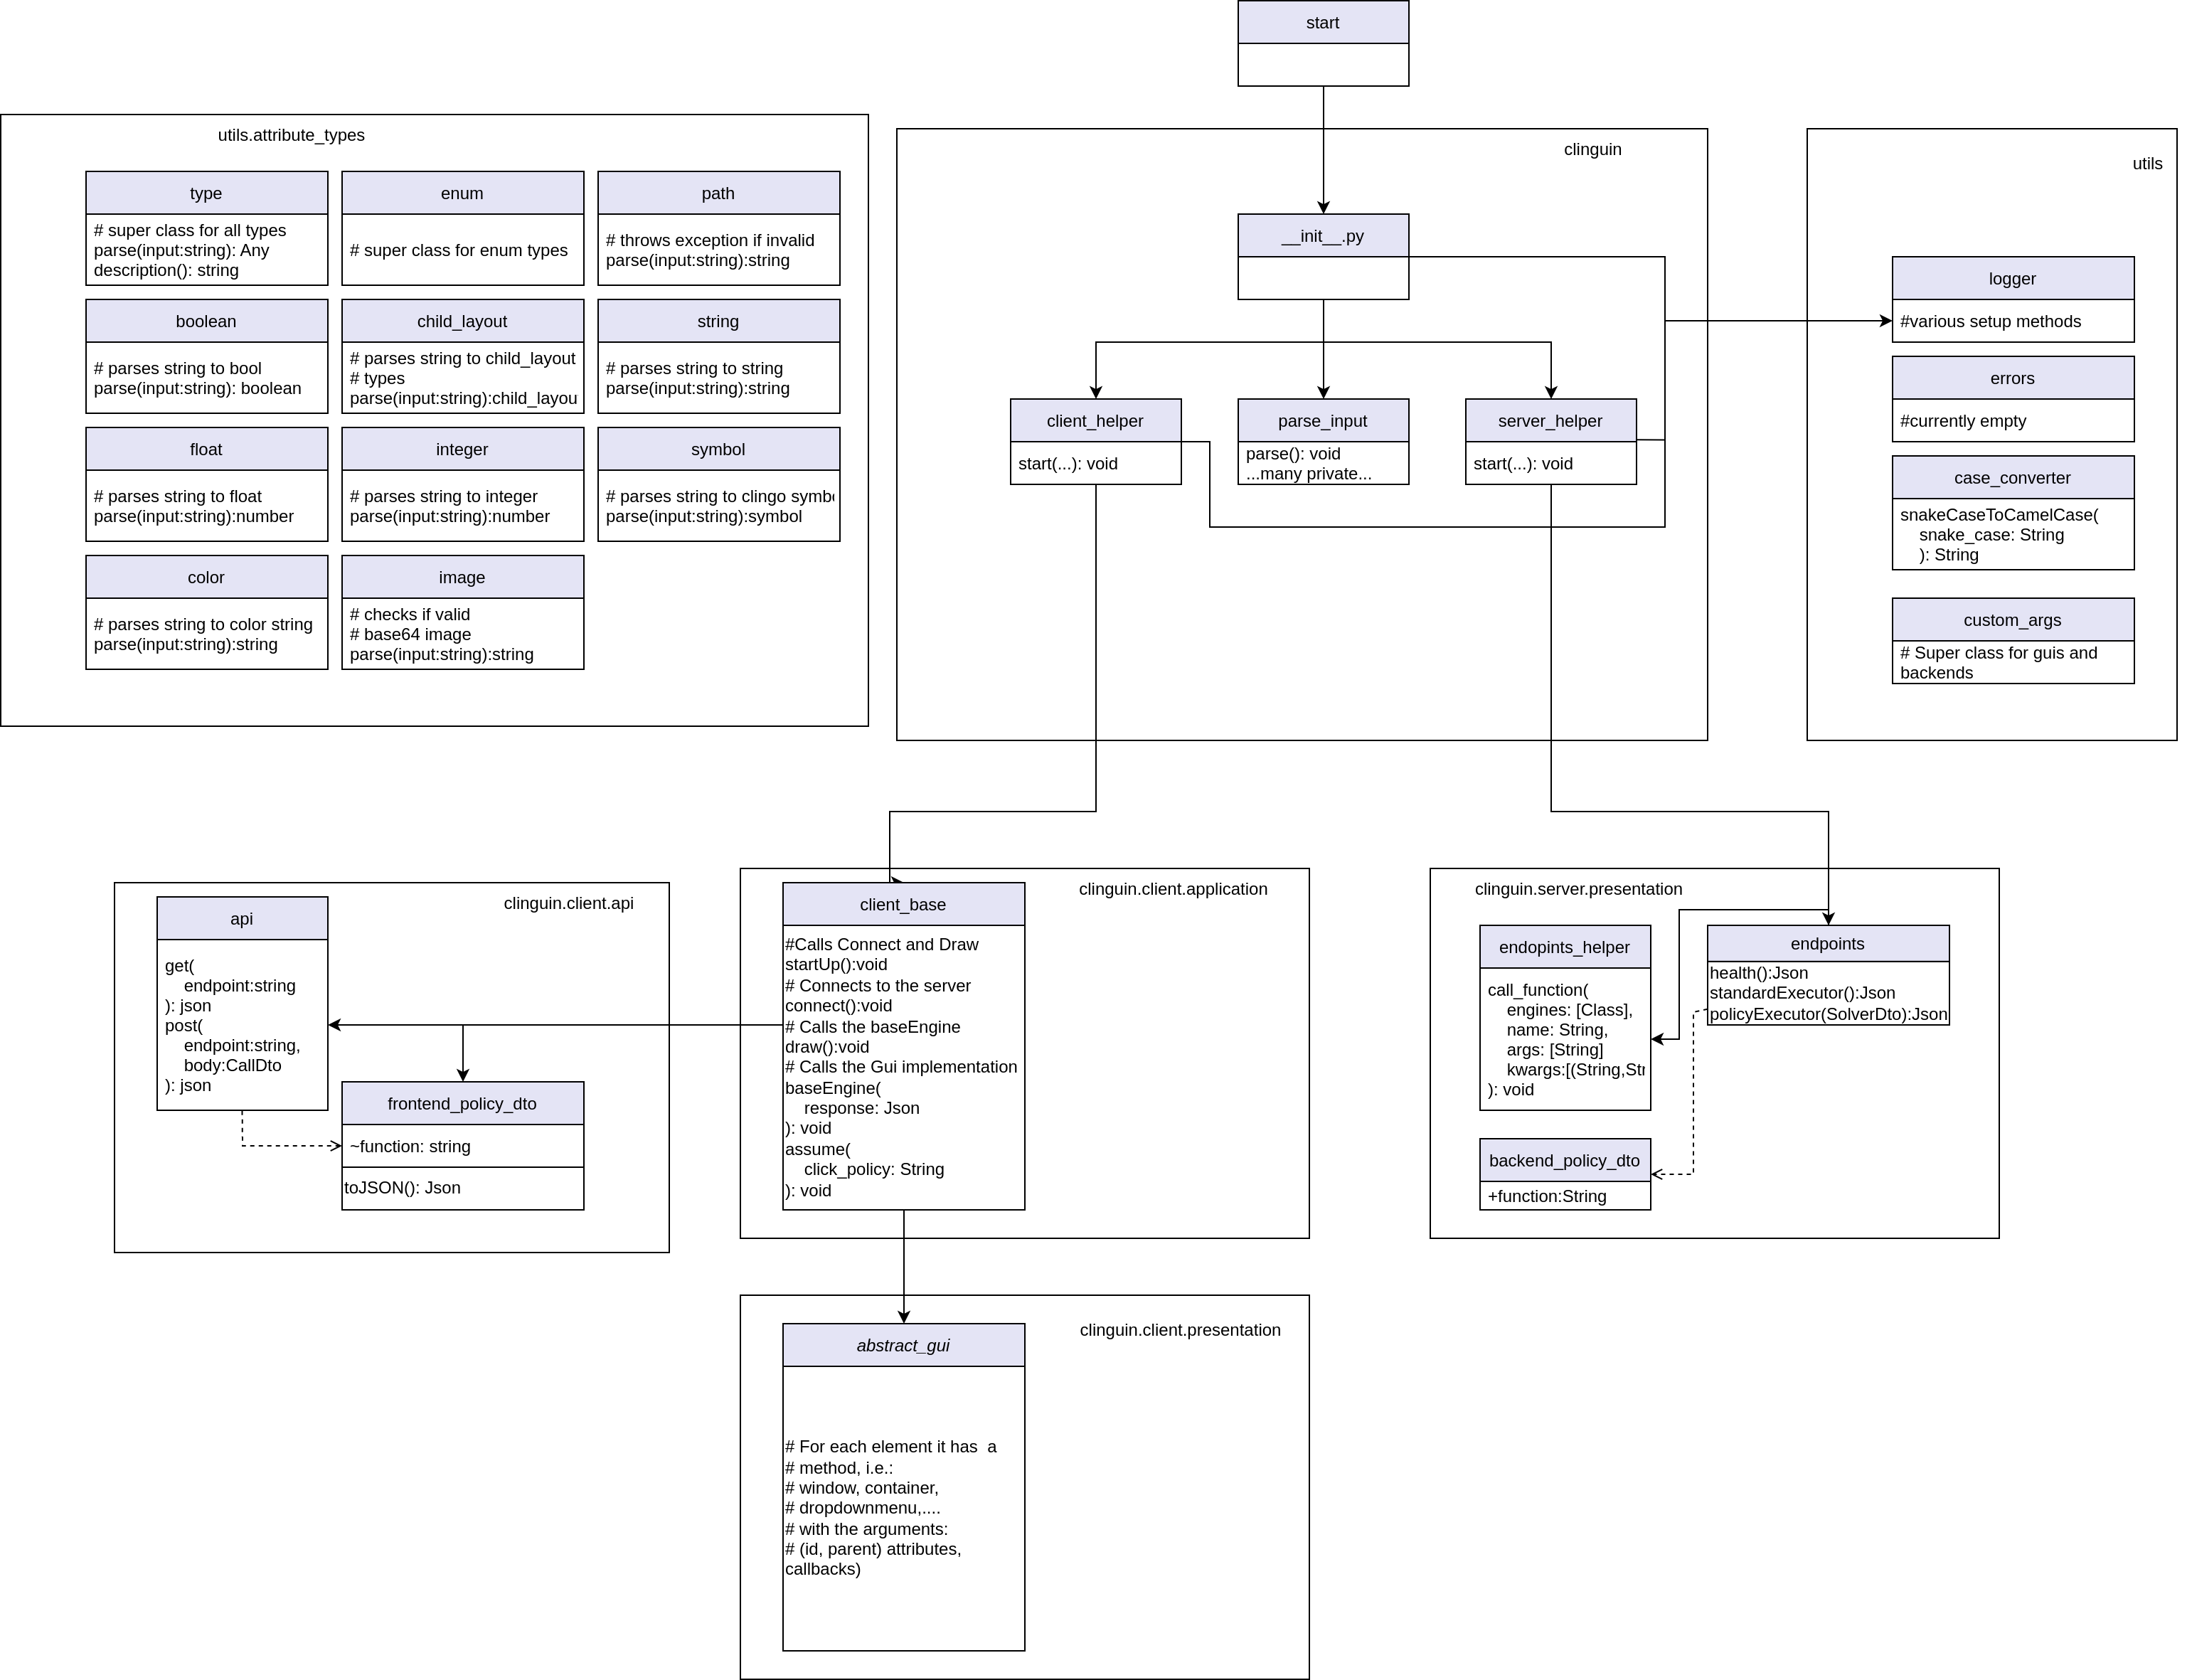 start
utils.attribute_types
type
# super class for all types
parse(input:string): Any
description(): string
enum
# super class for enum types
path
# throws exception if invalid
parse(input:string):string
boolean
# parses string to bool
parse(input:string): boolean
child_layout
# parses string to child_layout
# types
parse(input:string):child_layou
string
# parses string to string
parse(input:string):string
float
# parses string to float
parse(input:string):number
integer
# parses string to integer
parse(input:string):number
symbol
# parses string to clingo symb
parse(input:string):symbol
color
# parses string to color string
parse(input:string):string
image
# checks if valid
# base64 image
parse(input:string):string
clinguin
__init__.py
client_helper
start(...): void
parse_input
parse(): void
...many private...
server_helper
start(...): void
utils
logger
#various setup methods
errors
#currently empty
case_converter
snakeCaseToCamelCase(
snake_case: String
): String
custom_args
# Super class for guis and
backends
clinguin.client.api
api
get(
endpoint:string
): json
post(
endpoint:string,
body:CallDto
): json
frontend_policy_dto
~function: string
toJSON(): Json
clinguin.client.application
client_base
#Calls Connect and Draw
startUp():void
# Connects to the server
connect():void
# Calls the baseEngine
draw():void
# Calls the Gui implementation
baseEngine(
response: Json
): void
assume(
click_policy: String
): void
clinguin.server.presentation
endopints_helper
call_function(
engines: [Class],
name: String,
args: [String]
kwargs:[(String,Str
): void
endpoints
health():Json
standardExecutor():Json
policyExecutor(SolverDto):Json
backend_policy_dto
+function:String
clinguin.client.presentation
abstract_gui
# For each element it has  a
# method, i.e.:
# window, container,
# dropdownmenu,....
# with the arguments:
# (id, parent) attributes,
callbacks)